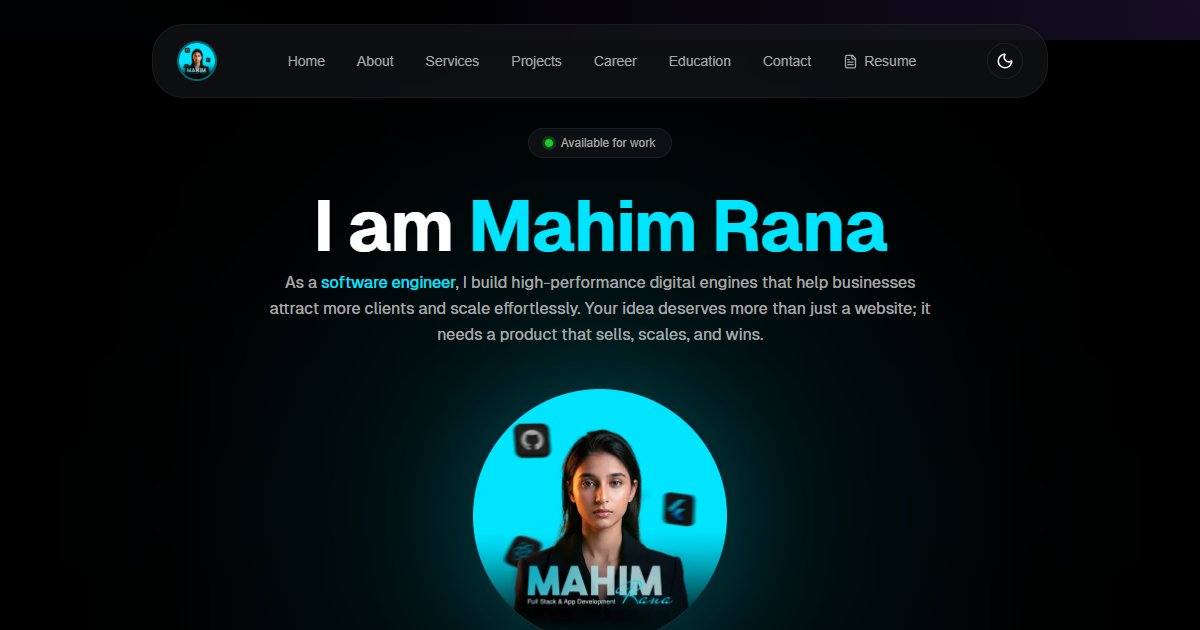 MAHIM
Home
About
Services
Projects
Career
Education
Contact
Resume
Available for work
I am Mahim Rana
As a software engineer, I build high-performance digital engines that help businesses
attract more clients and scale effortlessly. Your idea deserves more than just a website; it
needs a product that sells, scales, and wins.
MAHIM
Full Stack & App Development
Rana